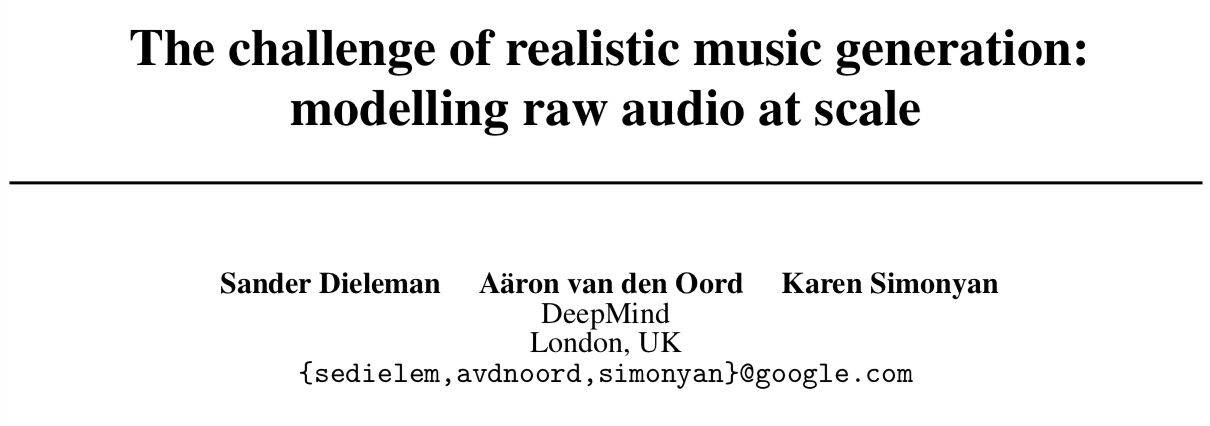 The challenge of realistic music generation:
modelling raw audio at scale
Sander Dieleman Aäron van den Oord Karen Simonyan
DeepMind
London, UK
{sedielem,avdnoord,simonyan}@google.com